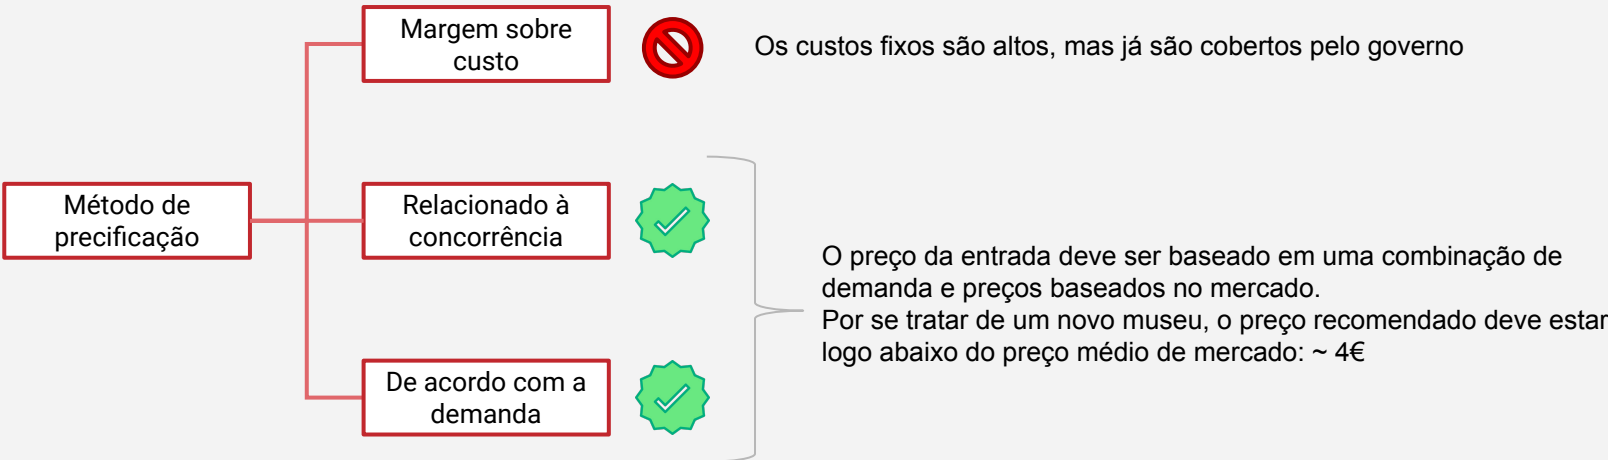 Margem sobre
custo
Os custos fixos são altos, mas já são cobertos pelo governo
Método de
precificação
Relacionado à
concorrência
O preço da entrada deve ser baseado em uma combinação de
demanda e preços baseados no mercado.
Por se tratar de um novo museu, o preço recomendado deve estar
logo abaixo do preço médio de mercado: ~ 4€
De acordo com a
demanda